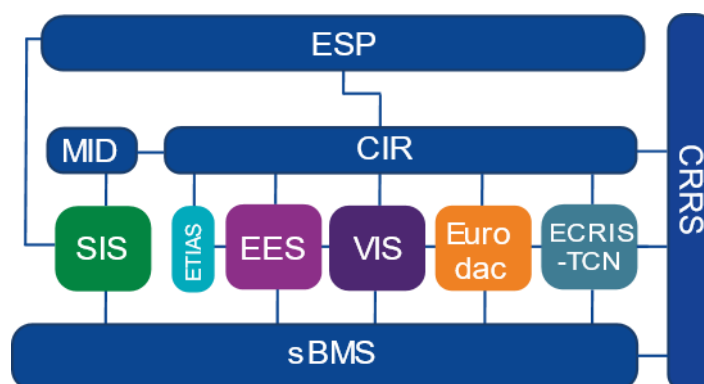 ESP
MID
CIR
CRRS
SIS
ETIAS
EES
VIS
Euro
dac
ECRIS
-TCN
sBMS